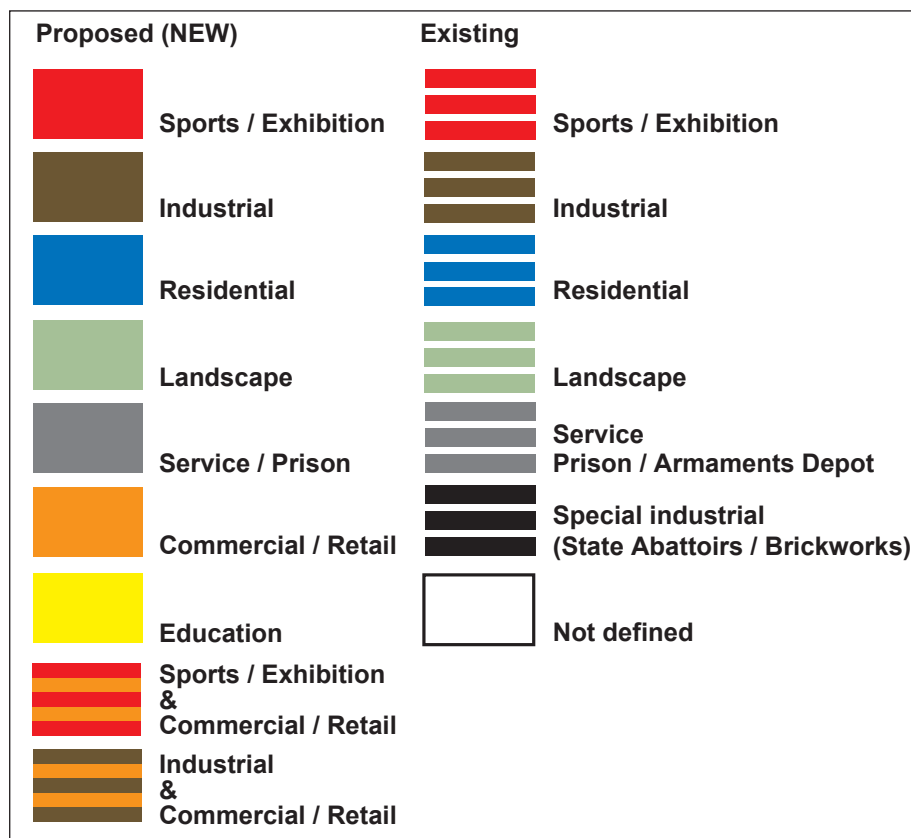 Proposed (NEW)
Sports / Exhibition
Industrial
Residential
Landscape
Service / Prison
Commercial / Retail
Education
Sports / Exhibition
&
Commercial / Retail
Industrial
&
Commercial / Retail
Existing
Sports / Exhibition
Industrial
Residential
Landscape
Service
Prison / Armaments Depot
Special industrial
(State Abattoirs / Brickworks)
Not defined